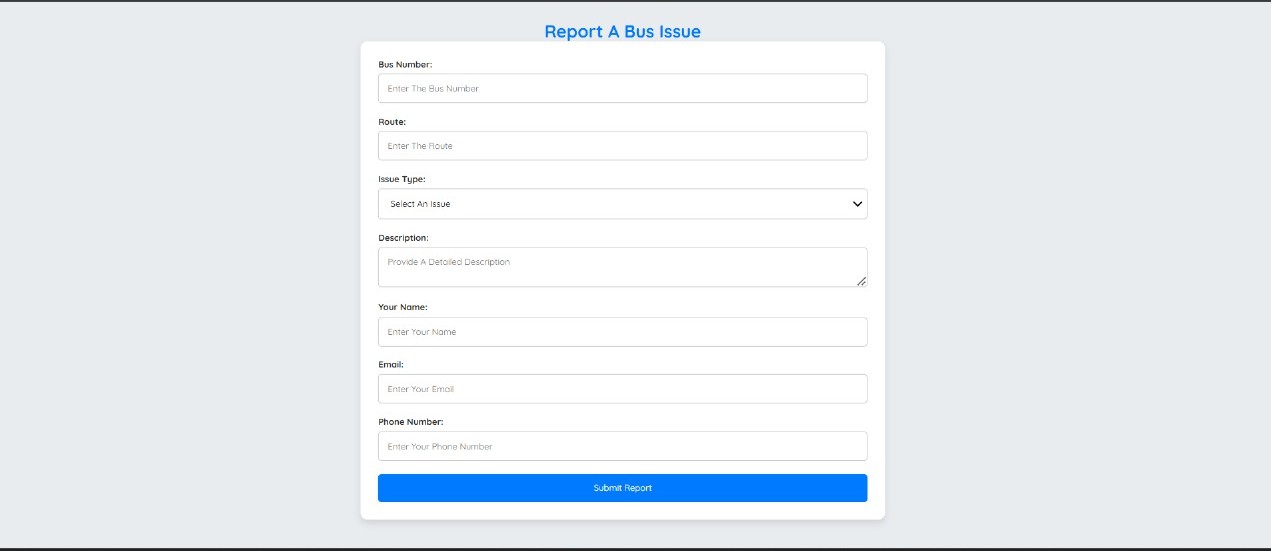 Report A Bus Issue
Bus Number:
Enter The Bus Number
Route:
Enter The Route
Issue Type:
Select An Issue
Description:
Provide A Detailed Description
Your Name:
Enter Your Name
Email:
Enter Your Email
Phone Number:
Enter Your Phone Number
Submit Report